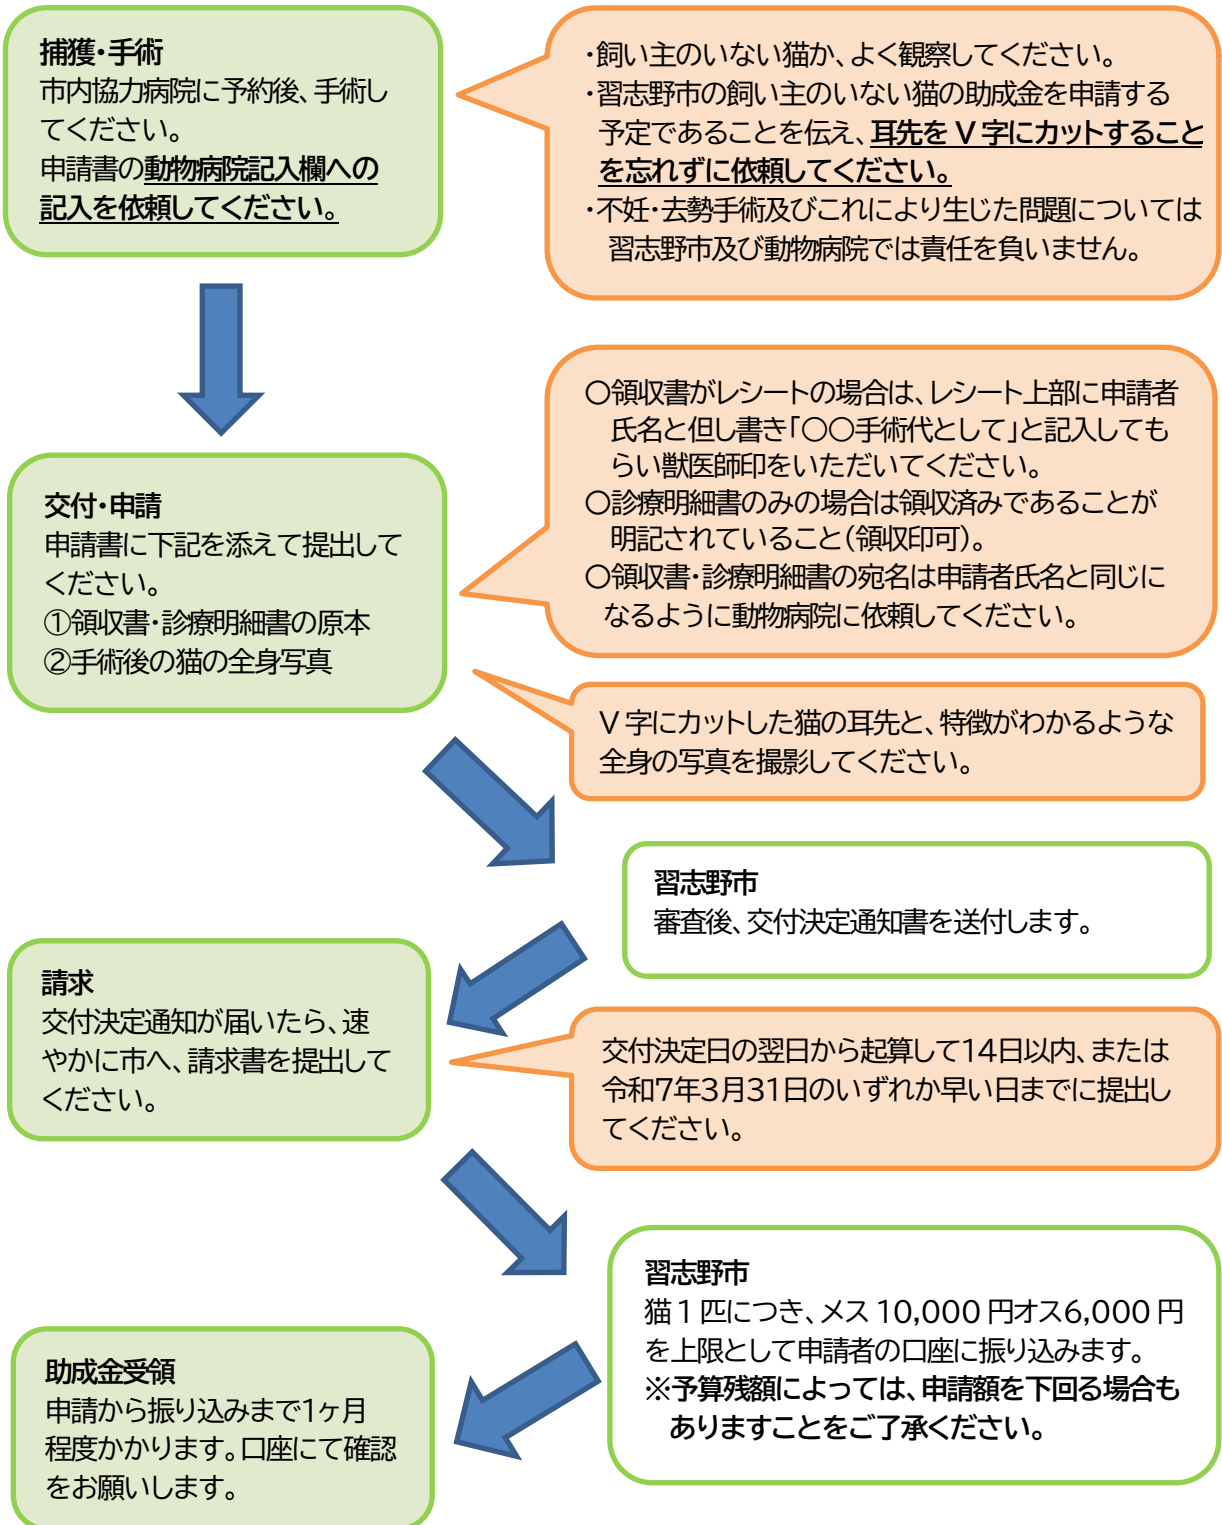 捕獲・手術
市内協力病院に予約後、手術し
てください。
申請書の動物病院記入欄への
記入を依頼してください。
・飼い主のいない猫か、よく観察してください。
・習志野市の飼い主のいない猫の助成金を申請する
予定であることを伝え、耳先をV字にカットすること
を忘れずに依頼してください。
・不妊・去勢手術及びこれにより生じた問題については
習志野市及び動物病院では責任を負いません。
交付・申請
申請書に下記を添えて提出して
ください。
①領収書・診療明細書の原本
②手術後の猫の全身写真
〇領収書がレシートの場合は、レシート上部に申請者
氏名と但し書き「〇〇手術代として」と記入しても
らい獣医師印をいただいてください。
〇診療明細書のみの場合は領収済みであることが
明記されていること(領収印可)。
〇領収書・診療明細書の宛名は申請者氏名と同じに
なるように動物病院に依頼してください。
V字にカットした猫の耳先と、特徴がわかるような
全身の写真を撮影してください。
習志野市
審査後、交付決定通知書を送付します。
請求
交付決定通知が届いたら、速
やかに市へ、請求書を提出して
ください。
交付決定日の翌日から起算して14日以内、または
令和7年3月31日のいずれか早い日までに提出し
てください。
習志野市
猫1匹につき、メス10,000円オス6,000円
を上限として申請者の口座に振り込みます。
※予算残額によっては、申請額を下回る場合も
ありますことをご了承ください。
助成金受領
申請から振り込みまで1ヶ月
程度かかります。口座にて確認
をお願いします。